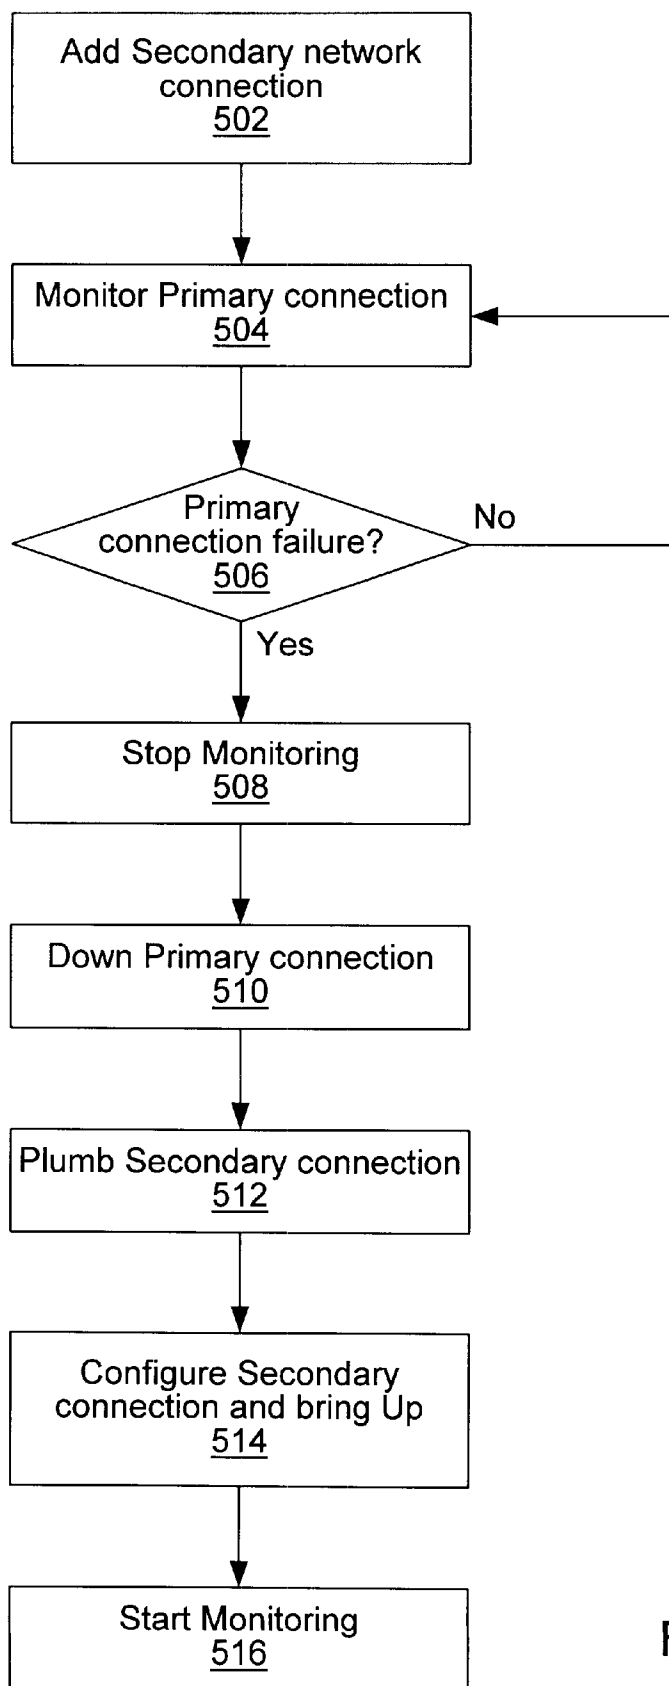 Add Secondary network
connection
502
Monitor Primary connection
504
Primary
connection failure?
506
No
Yes
Stop Monitoring
508
Down Primary connection
510
Plumb Secondary connection
512
Configure Secondary
connection and bring Up
514
Start Monitoring
516